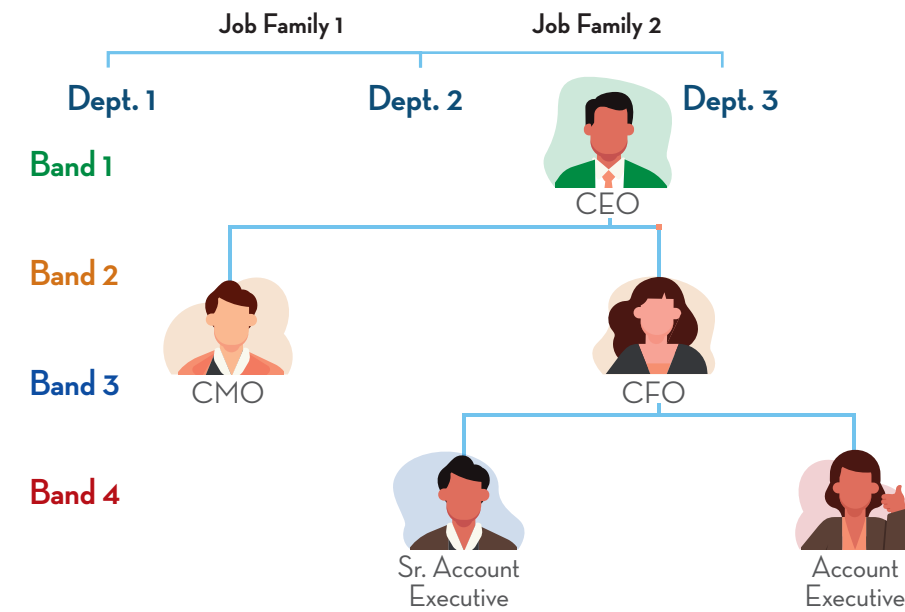 Job Family 1
Job Family 2
Dept. 1
Dept. 2
Dept. 3
Band 1
CEO
Band 2
Band 3
CMO
CFO
Band 4
Sr. Account
Executive
Account
Executive